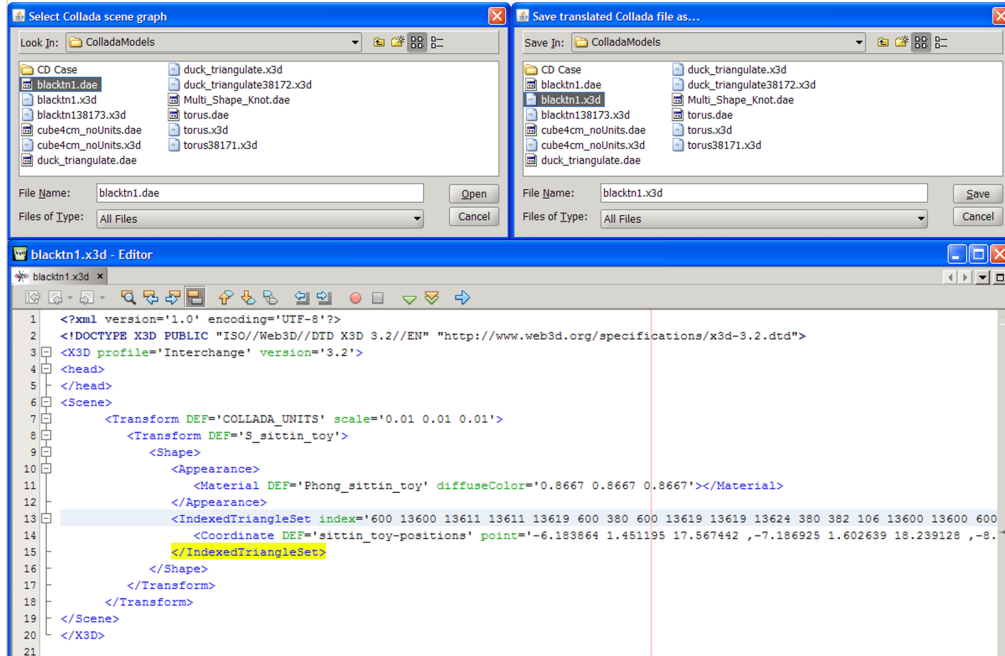 Select Collada scene graph
Look In: ColladaModels
CD Case
blacktn1.dae
blacktn1.x3d
blacktn138173.x3d
cube4cm_noUnits.dae
cube4cm_noUnits.x3d
duck_triangulate.dae
duck_triangulate.x3d
duck_triangulate38172.x3d
Multi_Shape_Knot.dae
torus.dae
torus.x3d
torus38171.x3d
File Name: blacktn1.dae Open
Files of Type: All Files Cancel
Save translated Collada file as...
Save In: ColladaModels
CD Case
blacktn1.dae
blacktn1.x3d
blacktn138173.x3d
cube4cm_noUnits.dae
cube4cm_noUnits.x3d
duck_triangulate.dae
duck_triangulate.x3d
duck_triangulate38172.x3d
Multi_Shape_Knot.dae
torus.dae
torus.x3d
torus38171.x3d
File Name: blacktn1.x3d Save
Files of Type: All Files Cancel
blacktn1.x3d - Editor
blacktn1.x3d
1 <?xml version='1.0' encoding='UTF-8'?>
2 <!DOCTYPE X3D PUBLIC "ISO//Web3D//DTD X3D 3.2//EN" "http://www.web3d.org/specifications/x3d-3.2.dtd">
3 <X3D profile='Interchange' version='3.2'>
4 <head>
5 </head>
6 <Scene>
7 <Transform DEF='COLLADA_UNITS' scale='0.01 0.01 0.01'>
8 <Transform DEF='S_sittin_toy'>
9 <Shape>
10 <Appearance>
11 <Material DEF='Phong_sittin_toy' diffuseColor='0.8667 0.8667 0.8667'></Material>
12 </Appearance>
13 <IndexedTriangleSet index='600 13600 13611 13611 13619 600 380 600 13619 13619 13624 380 382 106 13600 13600 600
14 <Coordinate DEF='sittin_toy-positions' point='-6.183864 1.451195 17.567442 ,-7.186925 1.602639 18.239128 ,-8.
15 </IndexedTriangleSet>
16 </Shape>
17 </Transform>
18 </Transform>
19 </Scene>
20 </X3D>
21